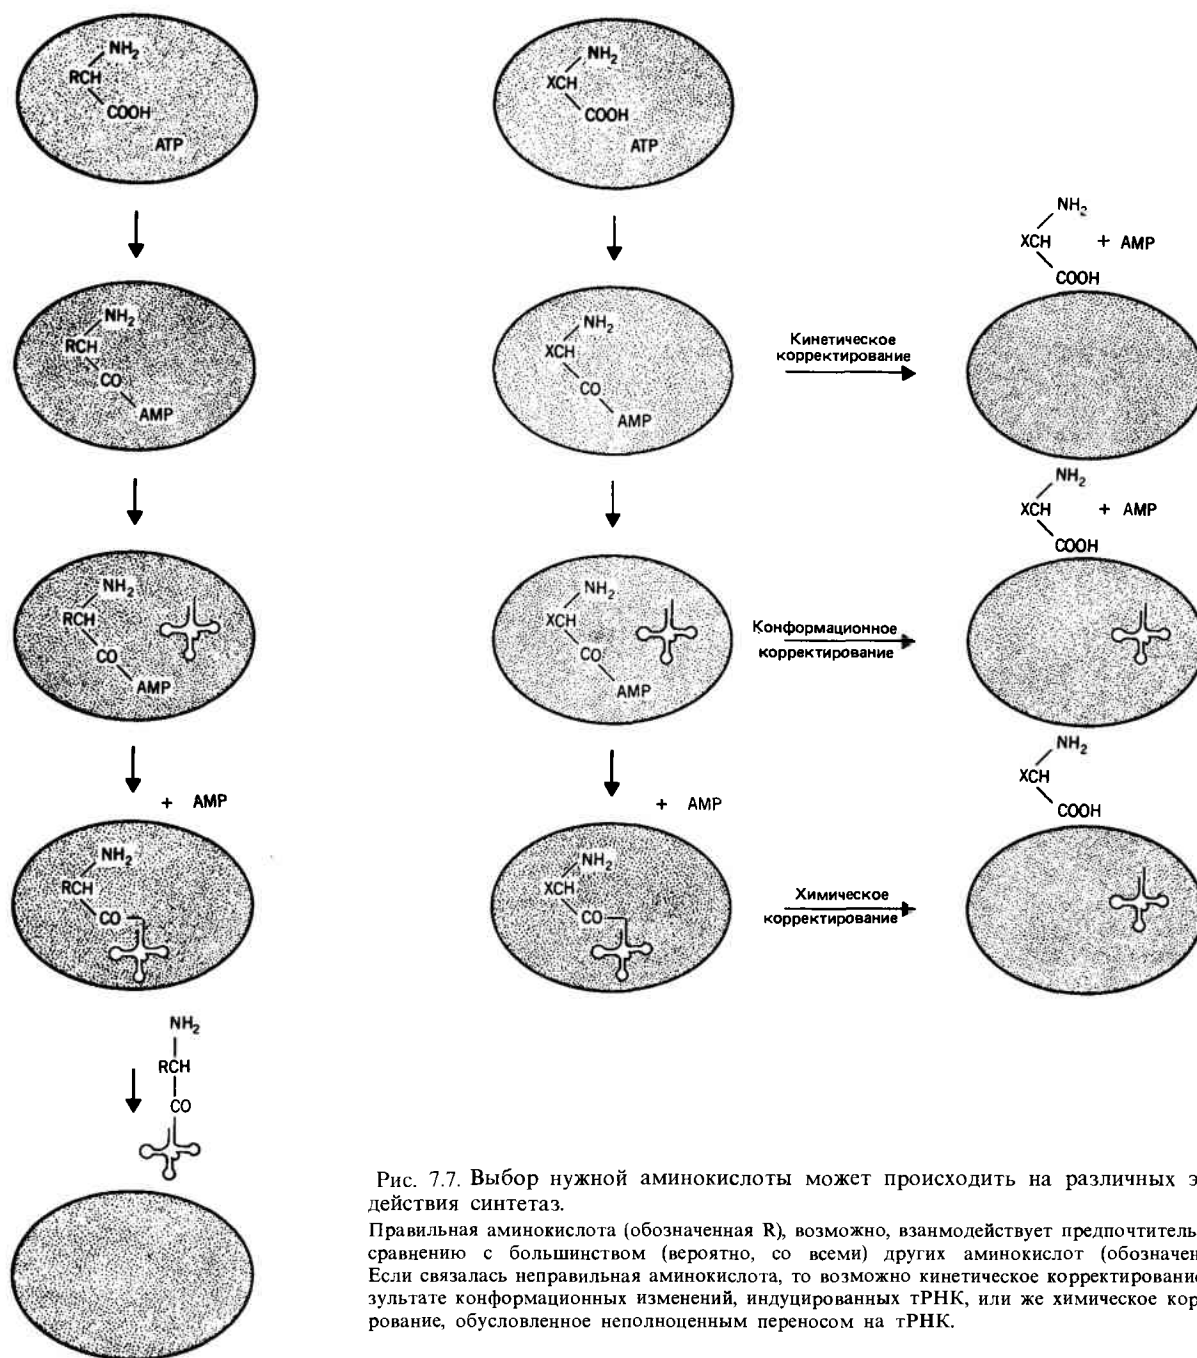 NH₂
RCH
COOH
ATP
NH₂
XCH
COOH
ATP
NH₂
RCH
CO
AMP
NH₂
XCH
CO
AMP
Кинетическое
корректирование
NH₂
XCH + AMP
COOH
NH₂
RCH
CO
AMP
NH₂
XCH
CO
AMP
Конформационное
корректирование
NH₂
XCH + AMP
COOH
+ AMP
NH₂
RCH
CO
+ AMP
NH₂
XCH
CO
Химическое
корректирование
NH₂
XCH
COOH
NH₂
RCH
CO
Рис. 7.7. Выбор нужной аминокислоты может происходить на различных
действия синтетаз.
Правильная аминокислота (обозначенная R), возможно, взаимодействует
сравнению с большинством (вероятно, со всеми) других аминокислот
Если связалась неправильная аминокислота, то возможно кинетическое корректирование
зультате конформационных изменений, индуцированных тРНК, или же химическое
рование, обусловленное неполноценным переносом на тРНК.